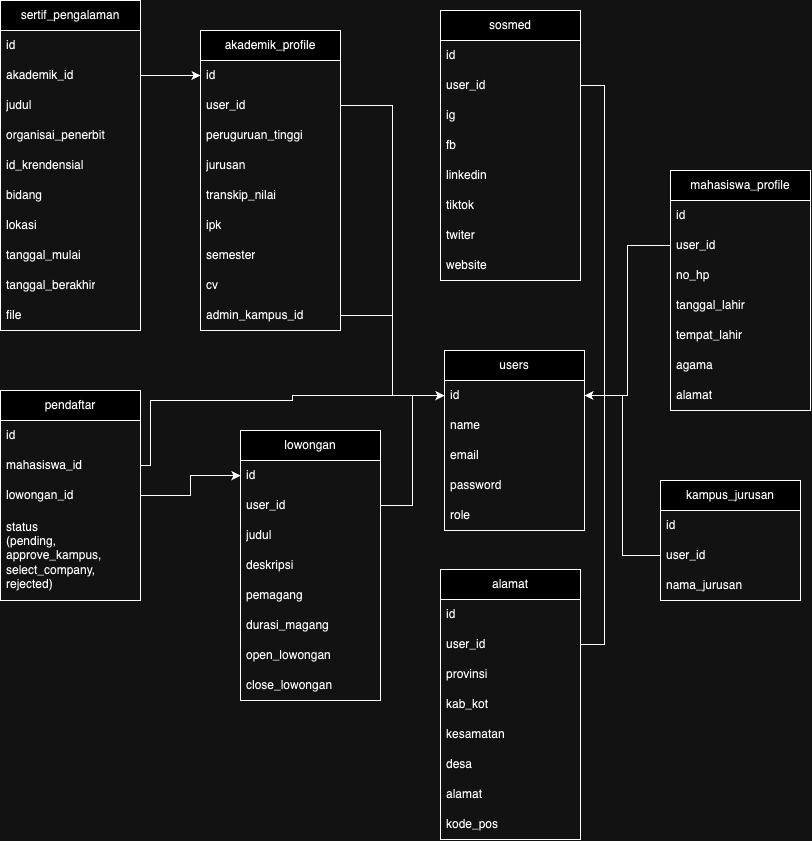 sertif_pengalaman
id
akademik_id
judul
organisai_penerbit
id_krendensial
bidang
lokasi
tanggal_mulai
tanggal_berakhir
file
akademik_profile
id
user_id
peruguruan_tinggi
jurusan
transkip_nilai
ipk
semester
cv
admin_kampus_id
sosmed
id
user_id
ig
fb
linkedin
tiktok
twiter
website
mahasiswa_profile
id
user_id
no_hp
tanggal_lahir
tempat_lahir
agama
alamat
users
id
name
email
password
role
pendaftar
id
mahasiswa_id
lowongan_id
status
(pending,
approve_kampus,
select_company,
rejected)
lowongan
id
user_id
judul
deskripsi
pemagang
durasi_magang
open_lowongan
close_lowongan
kampus_jurusan
id
user_id
nama_jurusan
alamat
id
user_id
provinsi
kab_kot
kesamatan
desa
alamat
kode_pos